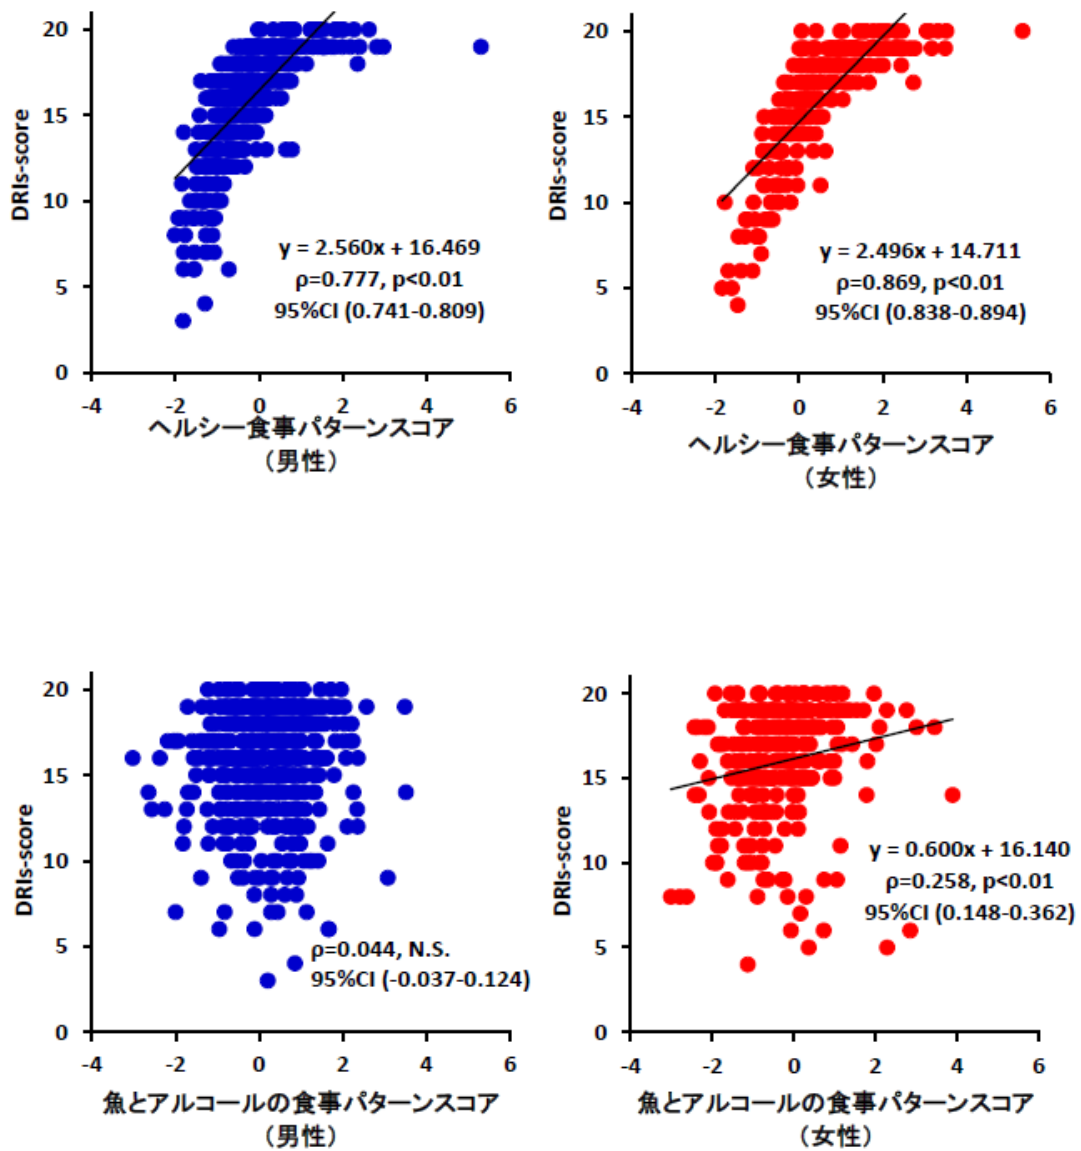 20
15
10
5
0
DRIs-score
y = 2.560x + 16.469
ρ=0.777, p<0.01
95%CI (0.741-0.809)
-4 -2 0 2 4 6
ヘルシー食事パターンスコア
（男性）
20
15
10
5
0
DRIs-score
y = 2.496x + 14.711
ρ=0.869, p<0.01
95%CI (0.838-0.894)
-4 -2 0 2 4 6
ヘルシー食事パターンスコア
（女性）
20
15
10
5
0
DRIs-score
ρ=0.044, N.S.
95%CI (-0.037-0.124)
-4 -2 0 2 4 6
魚とアルコールの食事パターンスコア
（男性）
20
15
10
5
0
DRIs-score
y = 0.600x + 16.140
ρ=0.258, p<0.01
95%CI (0.148-0.362)
-4 -2 0 2 4 6
魚とアルコールの食事パターンスコア
（女性）